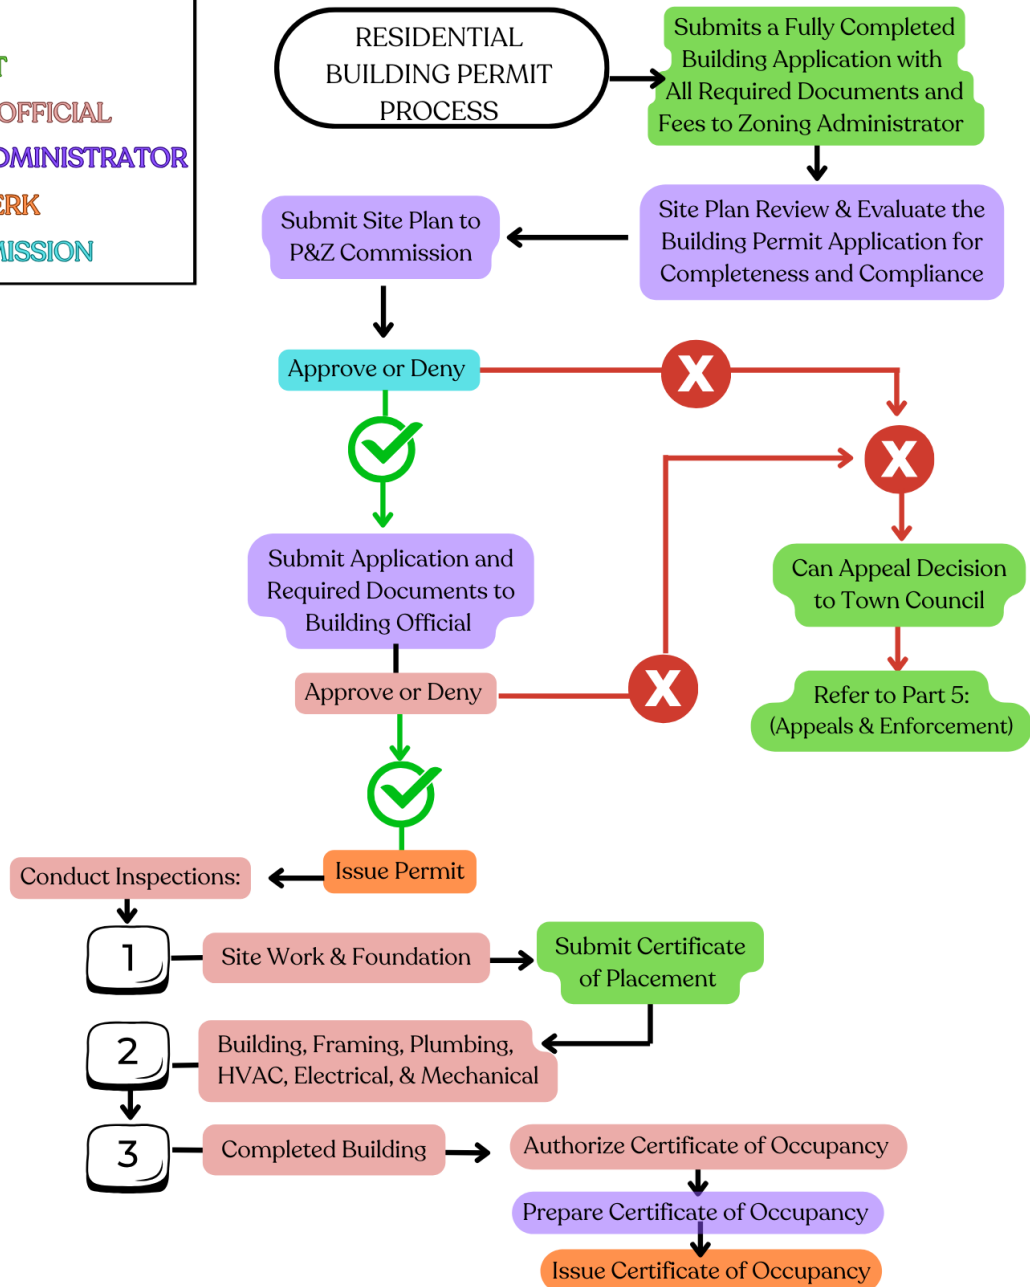 OFFICIAL
RESIDENTIAL
BUILDING PERMIT
PROCESS
Submits a Fully Completed
Building Application with
All Required Documents and
Fees to Zoning Administrator
Site Plan Review & Evaluate the
Building Permit Application for
Completeness and Compliance
Submit Site Plan to
P&Z Commission
Approve or Deny
X
X
Submit Application and
Required Documents to
Building Official
Can Appeal Decision
to Town Council
Approve or Deny
X
Refer to Part 5:
(Appeals & Enforcement)
Issue Permit
Conduct Inspections:
1
Site Work & Foundation
Submit Certificate
of Placement
2
Building, Framing, Plumbing,
HVAC, Electrical, & Mechanical
3
Completed Building
Authorize Certificate of Occupancy
Prepare Certificate of Occupancy
Issue Certificate of Occupancy